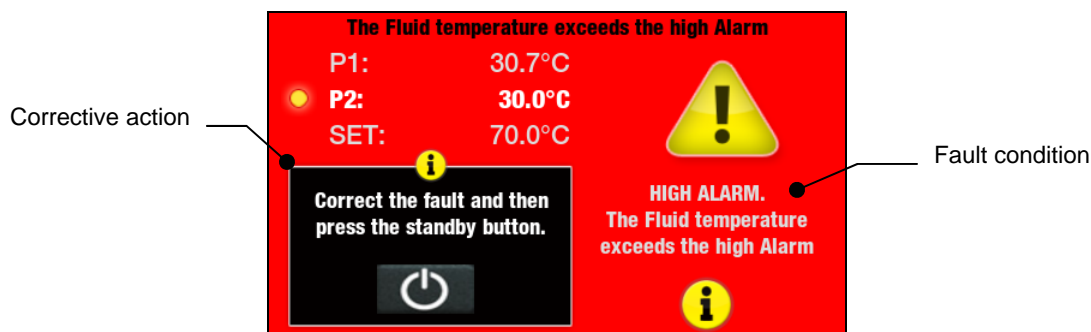 The Fluid temperature exceeds the high Alarm
P1: 30.7°C
P2: 30.0°C
SET: 70.0°C
Corrective action
i
Correct the fault and then
press the standby button.
!
Fault condition
HIGH ALARM.
The Fluid temperature
exceeds the high Alarm
i